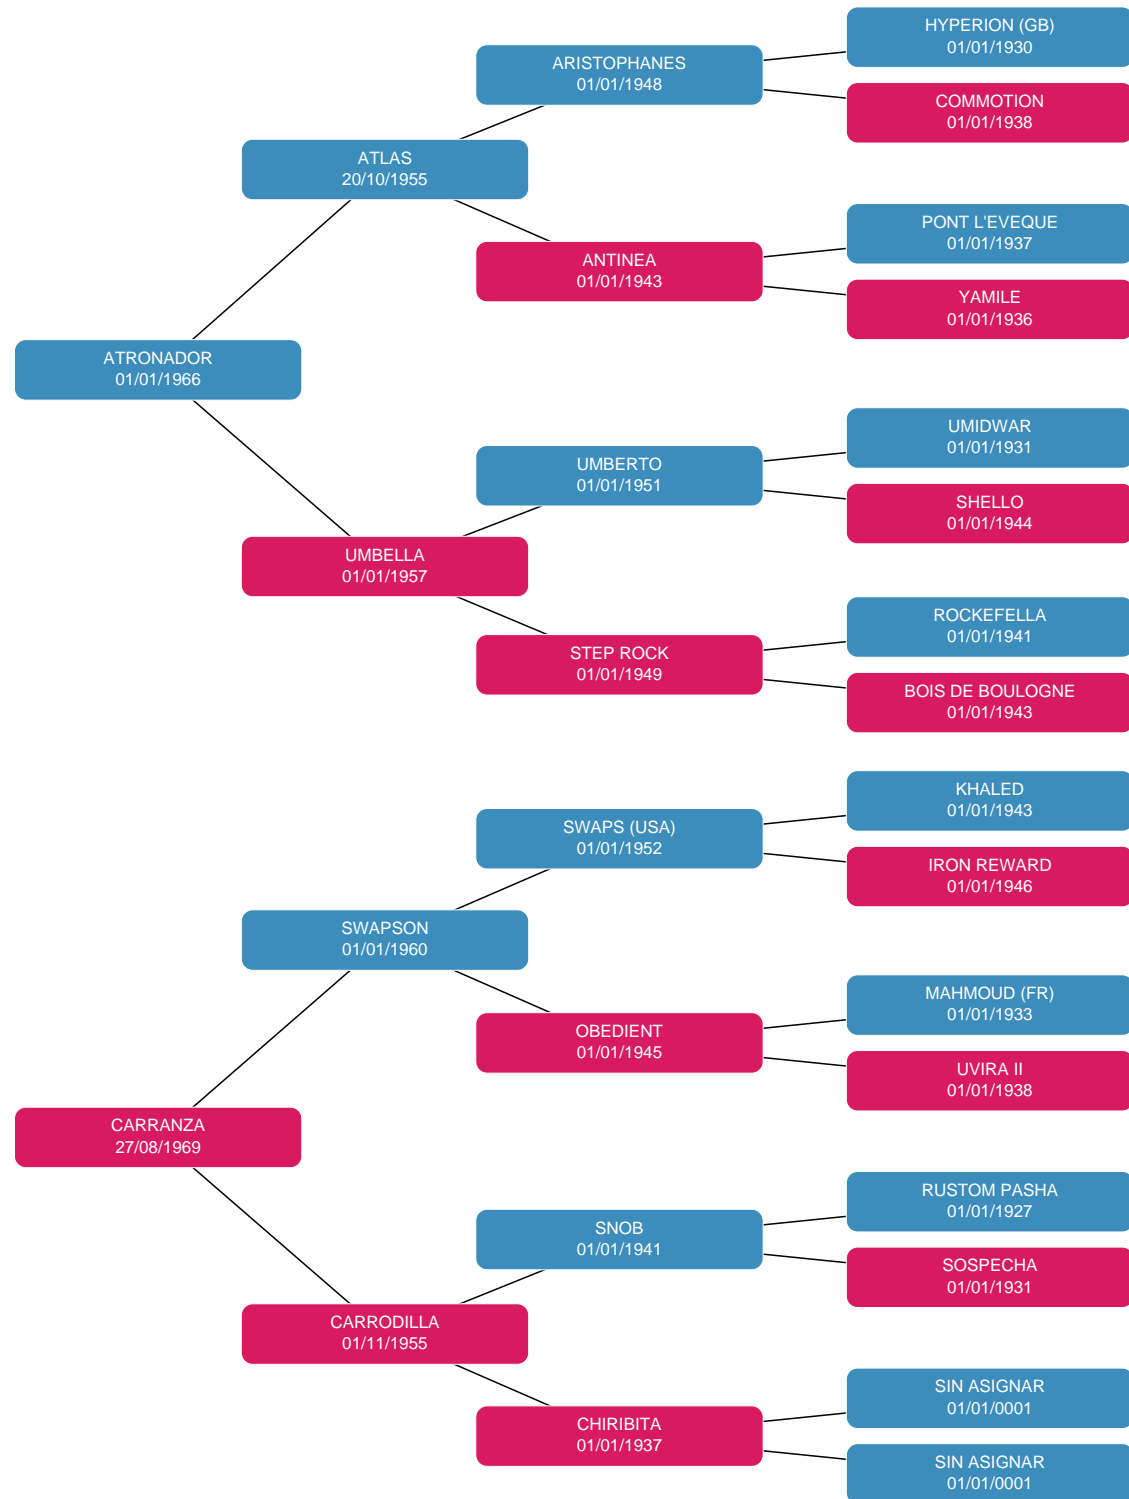 HYPERION (GB)
01/01/1930
ARISTOPHANES
01/01/1948
COMMOTION
01/01/1938
ATLAS
20/10/1955
PONT L'EVEQUE
01/01/1937
ANTINEA
01/01/1943
YAMILE
01/01/1936
ATRONADOR
01/01/1966
UMIDWAR
01/01/1931
UMBERTO
01/01/1951
SHELLO
01/01/1944
UMBELLA
01/01/1957
ROCKEFELLA
01/01/1941
STEP ROCK
01/01/1949
BOIS DE BOULOGNE
01/01/1943
KHALED
01/01/1943
SWAPS (USA)
01/01/1952
IRON REWARD
01/01/1946
SWAPSON
01/01/1960
MAHMOUD (FR)
01/01/1933
OBEDIENT
01/01/1945
UVIRA II
01/01/1938
CARRANZA
27/08/1969
RUSTOM PASHA
01/01/1927
SNOB
01/01/1941
SOSPECHA
01/01/1931
CARRODILLA
01/11/1955
SIN ASIGNAR
01/01/0001
CHIRIBITA
01/01/1937
SIN ASIGNAR
01/01/0001